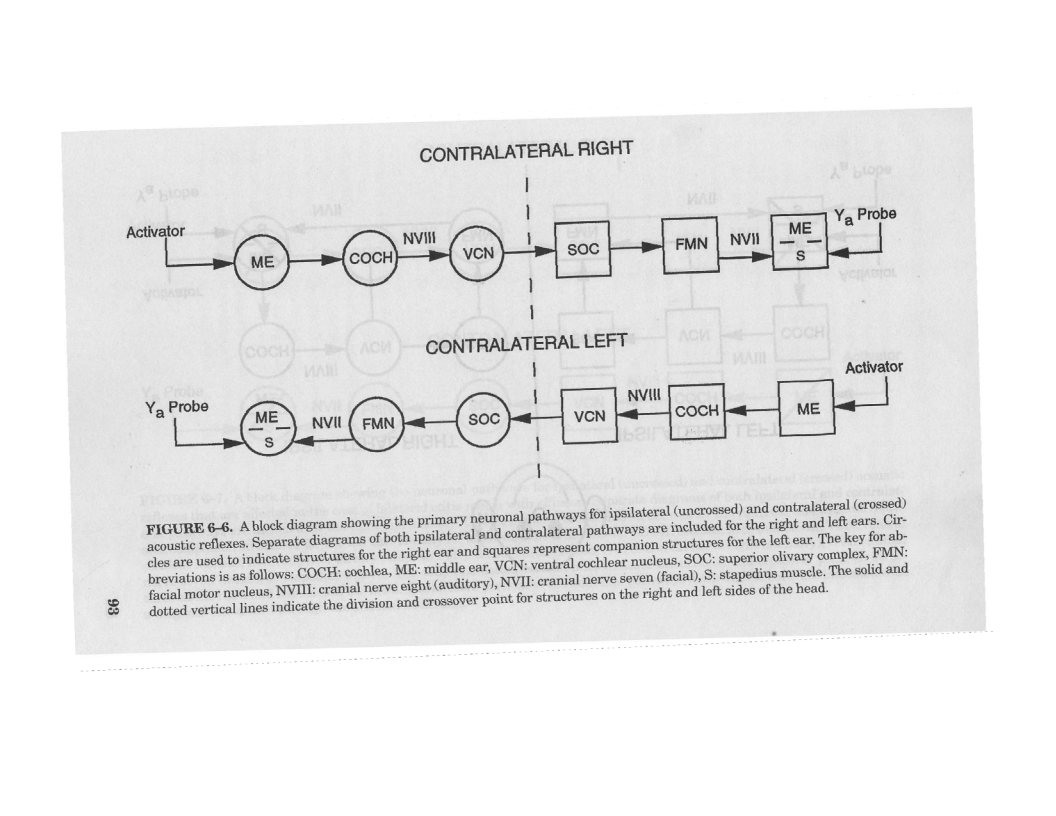 CONTRALATERAL RIGHT
Activator
ME
COCH
NVIII
VCN
SOC
FMN
NVII
ME
S
Ya Probe
CONTRALATERAL LEFT
Ya Probe
ME
S
NVII
FMN
SOC
VCN
NVIII
COCH
ME
Activator
FIGURE 6–6. A block diagram showing the primary neuronal pathways for ipsilateral (uncrossed) and contralateral (crossed)
acoustic reflexes. Separate diagrams of both ipsilateral and contralateral pathways are included for the right and left ears. Cir-
cles are used to indicate structures for the right ear and squares represent companion structures for the left ear. The key for ab-
breviations is as follows: COCH: cochlea, ME: middle ear, VCN: ventral cochlear nucleus, SOC: superior olivary complex, FMN:
facial motor nucleus, NVIII: cranial nerve eight (auditory), NVII: cranial nerve seven (facial), S: stapedius muscle. The solid and
dotted vertical lines indicate the division and crossover point for structures on the right and left sides of the head.
93